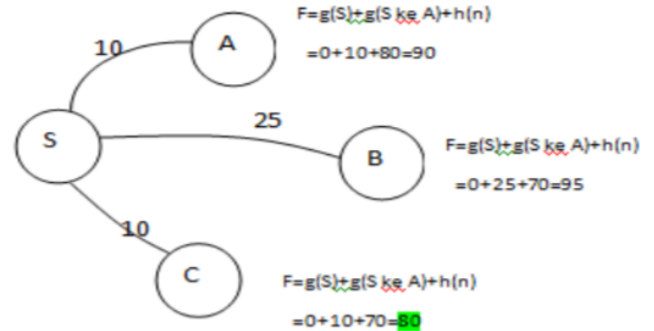 F=g(S)+g(S ke A)+h(n)
10
A
=0+10+80=90
25
S
F=g(S)+g(S ke A)+h(n)
B
=0+25+70=95
10
C
F=g(S)+g(S ke A)+h(n)
=0+10+70=80